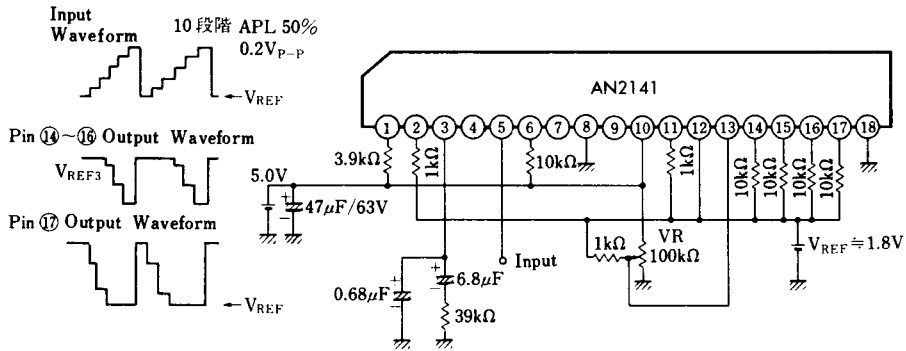 Input
Waveform
10 段階 APL 50%
0.2VP-P
VREF
Pin ⑭~⑯ Output Waveform
VREF3
Pin ⑰ Output Waveform
VREF
AN2141
1 2 3 4 5 6 7 8 9 10 11 12 13 14 15 16 17 18
3.9kΩ
1kΩ
10kΩ
1kΩ
10kΩ
10kΩ
10kΩ
10kΩ
5.0V
47μF/63V
1kΩ
VR
100kΩ
VREF≒1.8V
Input
0.68μF
6.8μF
39kΩ